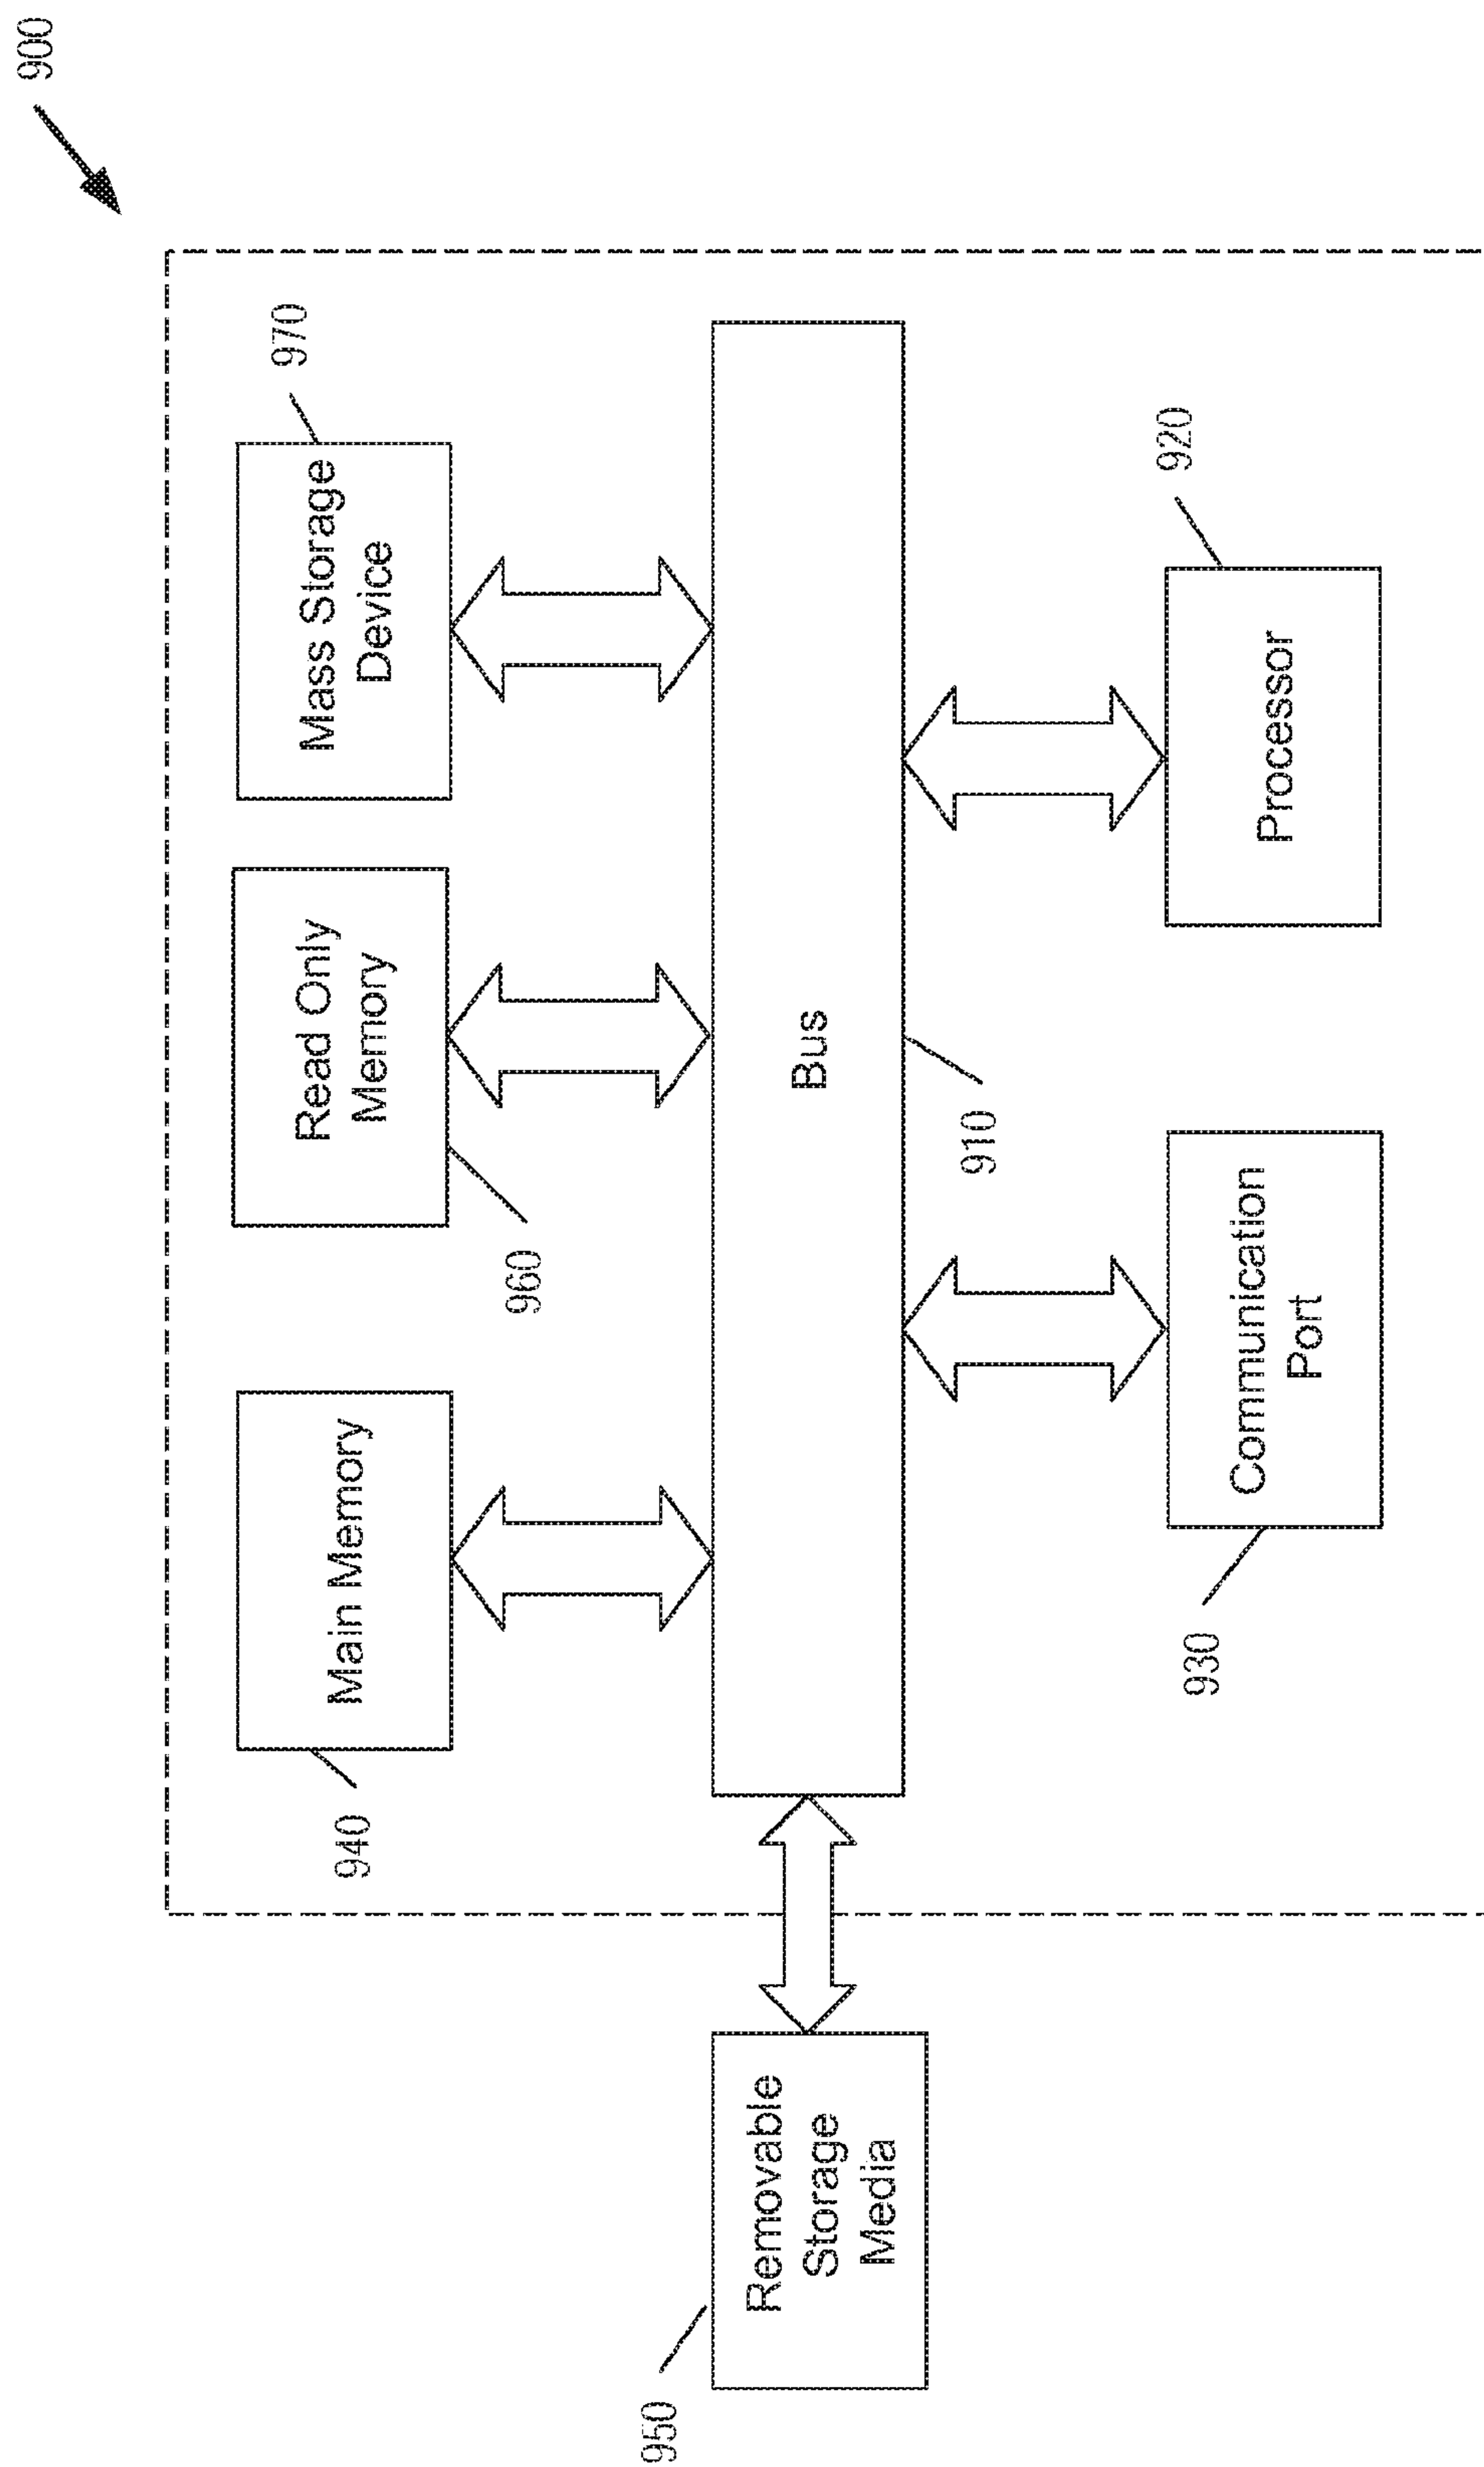 900
970
Mass Storage
Device
Read Only
Memory
960
Main Memory
940
Removable
Storage
Media
950
Bus
910
Processor
920
Communication
Port
930